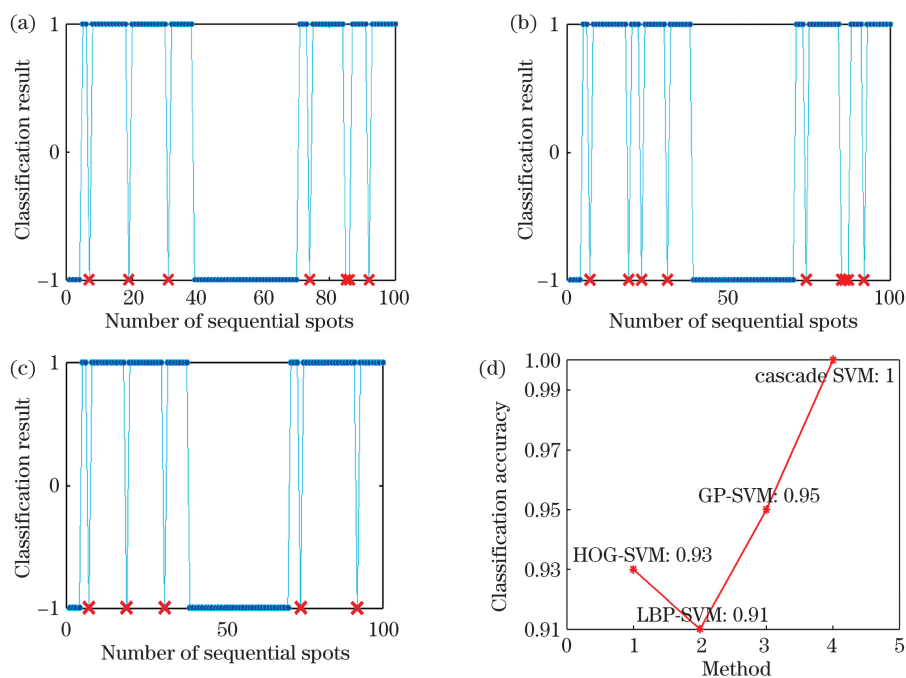 (a)
1
0
−1
Classification result
0
20
40
60
80
100
Number of sequential spots
(b)
1
0
−1
Classification result
0
50
100
Number of sequential spots
(c)
1
0
−1
Classification result
0
50
100
Number of sequential spots
(d)
1.00
0.99
0.97
0.95
0.93
0.91
Classification accuracy
cascade SVM: 1
GP-SVM: 0.95
HOG-SVM: 0.93
LBP-SVM: 0.91
0
1
2
3
4
5
Method